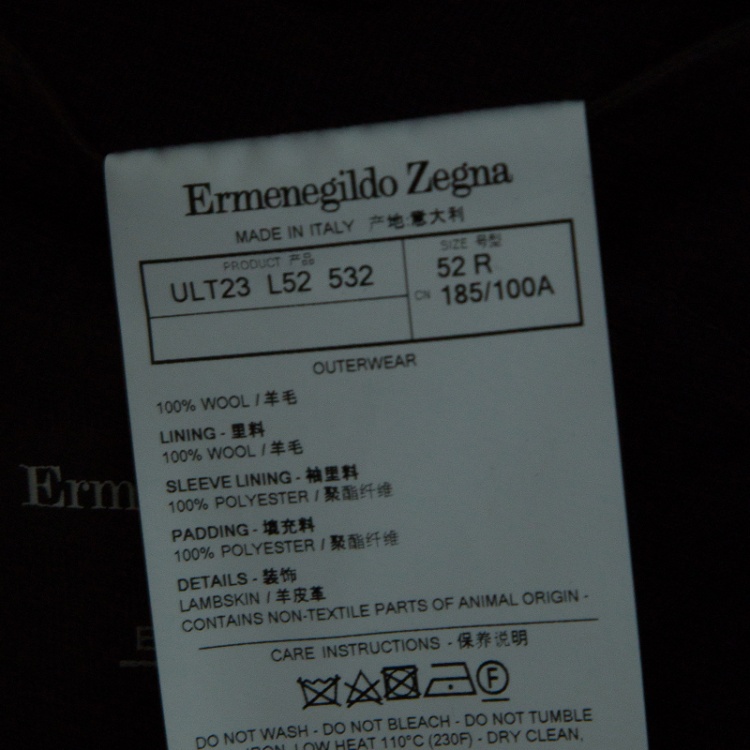 Ermenegildo Zegna
MADE IN ITALY 产地:意大利
PRODUCT 产品
ULT23 L52 532
SIZE 号型
52 R
CN 185/100A
OUTERWEAR
100% WOOL / 羊毛
LINING - 里料
100% WOOL / 羊毛
SLEEVE LINING - 袖里料
100% POLYESTER / 聚酯纤维
PADDING - 填充料
100% POLYESTER / 聚酯纤维
DETAILS - 装饰
LAMBSKIN / 羊皮革
CONTAINS NON-TEXTILE PARTS OF ANIMAL ORIGIN -
CARE INSTRUCTIONS - 保养说明
F
DO NOT WASH - DO NOT BLEACH - DO NOT TUMBLE
IRON, LOW HEAT 110°C (230F) - DRY CLEAN,
Erm
E